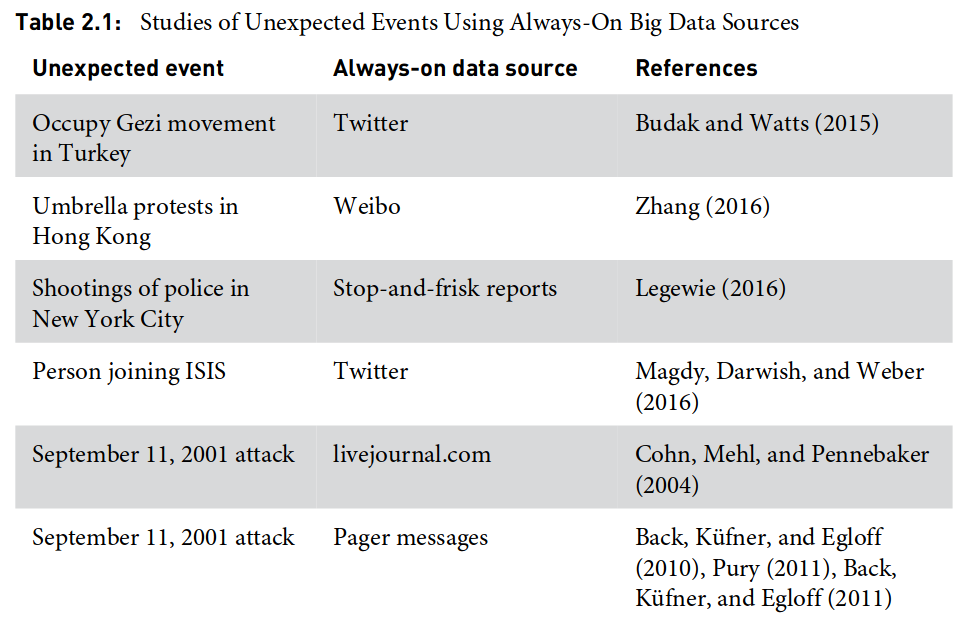 Table 2.1: Studies of Unexpected Events Using Always-On Big Data Sources
Unexpected event Always-on data source References
Occupy Gezi movement Twitter Budak and Watts (2015)
in Turkey
Umbrella protests in Weibo Zhang (2016)
Hong Kong
Shootings of police in Stop-and-frisk reports Legewie (2016)
New York City
Person joining ISIS Twitter Magdy, Darwish, and Weber
(2016)
September 11, 2001 attack livejournal.com Cohn, Mehl, and Pennebaker
(2004)
September 11, 2001 attack Pager messages Back, Küfner, and Egloff
(2010), Pury (2011), Back,
Küfner, and Egloff (2011)